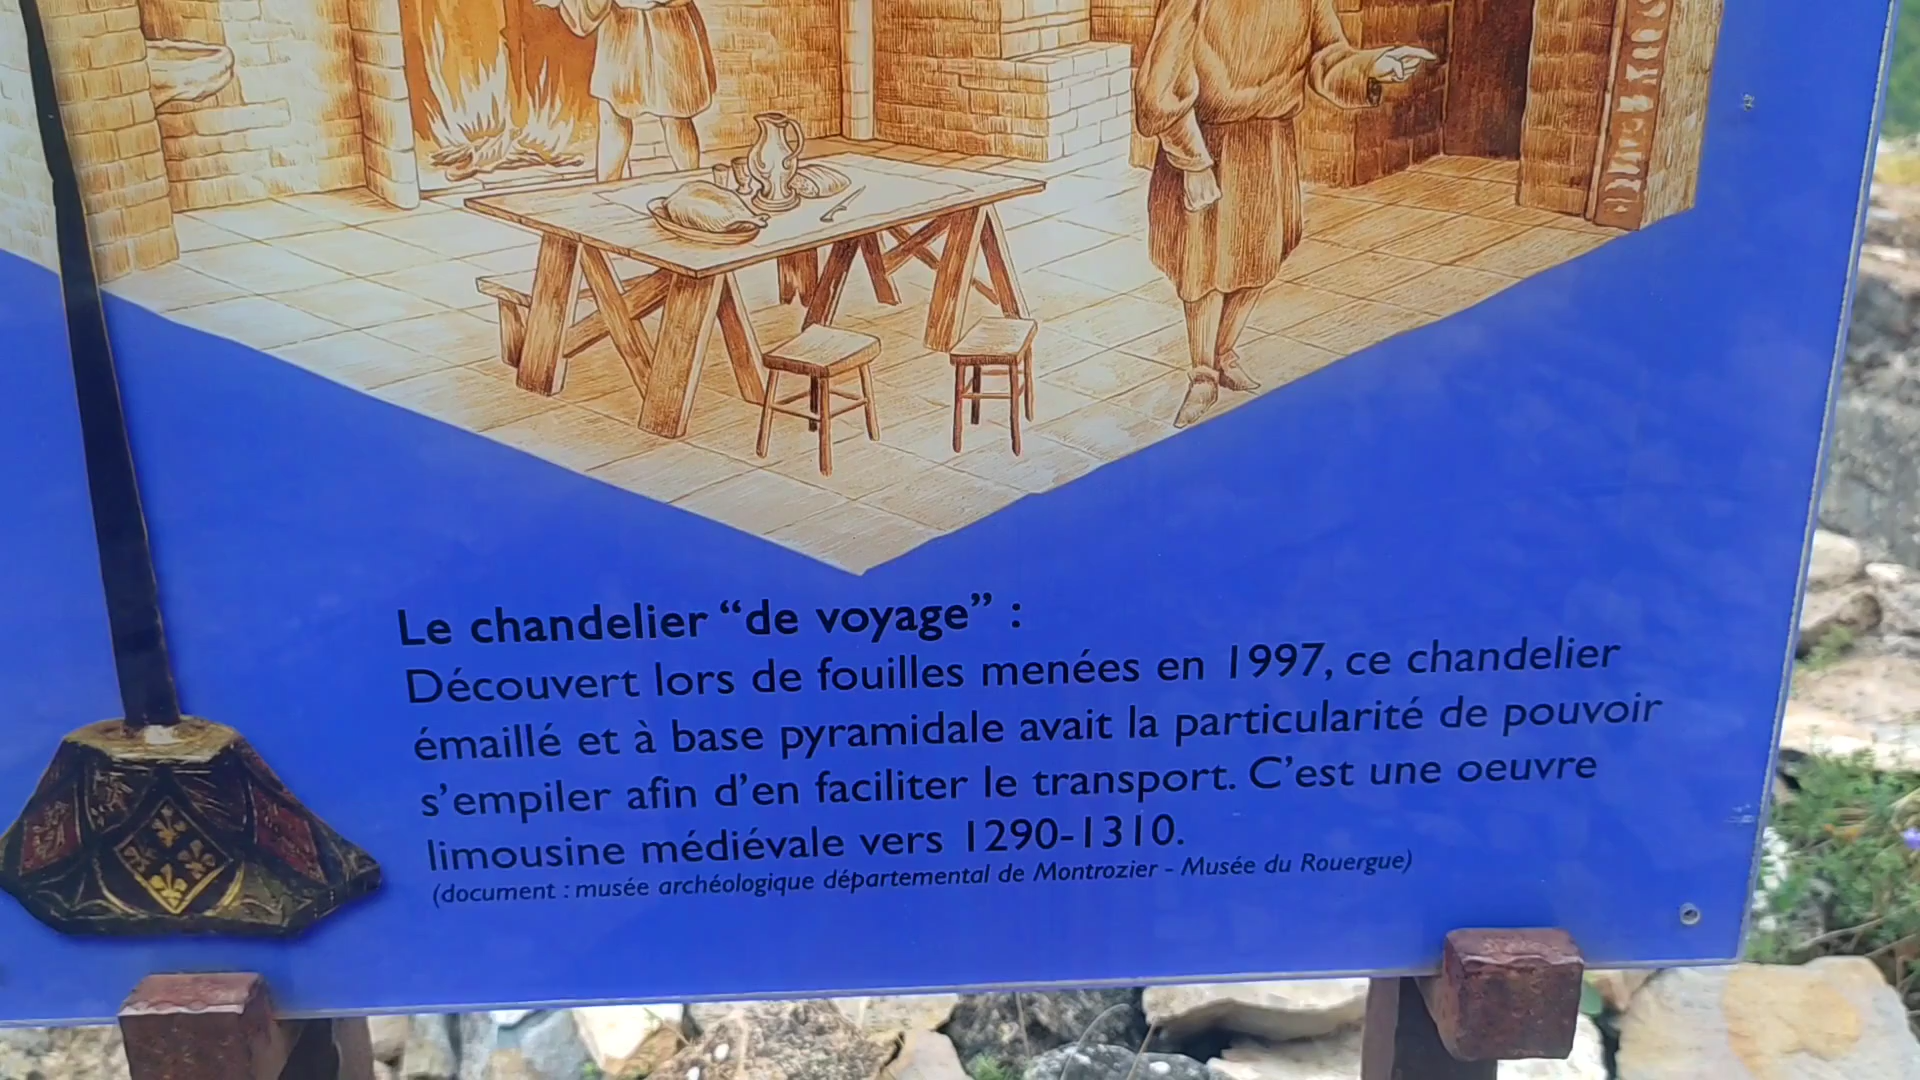 Le chandelier “de voyage” :
Découvert lors de fouilles menées en 1997, ce chandelier
émaillé et à base pyramidale avait la particularité de pouvoir
s’empiler afin d’en faciliter le transport. C’est une oeuvre
limousine médiévale vers 1290-1310.
(document : musée archéologique départemental de Montrozier - Musée du Rouergue)